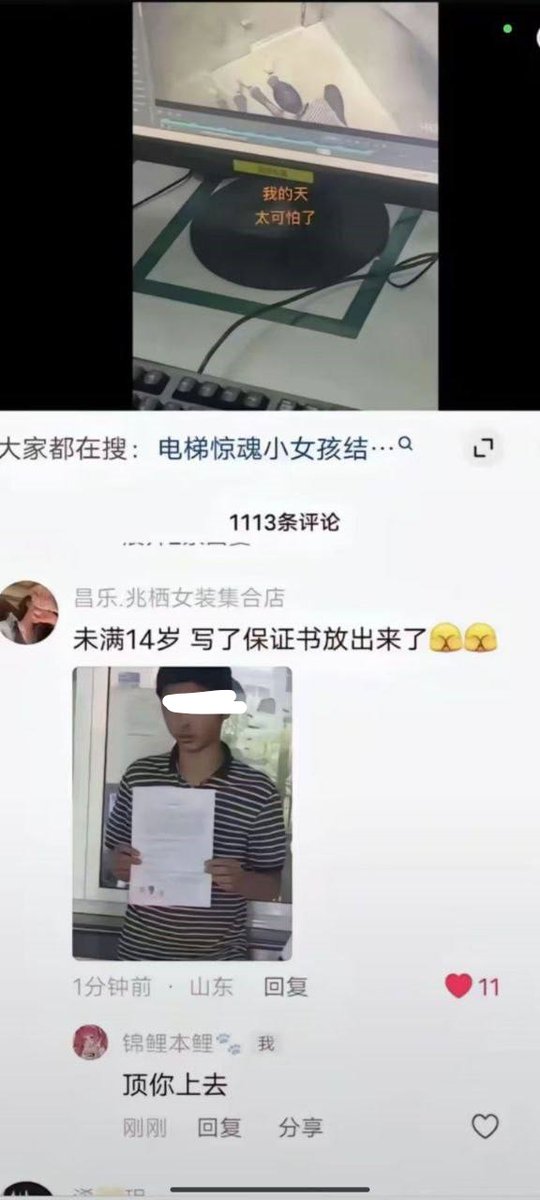 我的天
太可怕了
大家都在搜：电梯惊魂小女孩结…
1113条评论
昌乐.兆栖女装集合店
未满14岁 写了保证书放出来了
1分钟前 · 山东 回复
11
锦鲤本鲤 我
顶你上去
刚刚 回复 分享